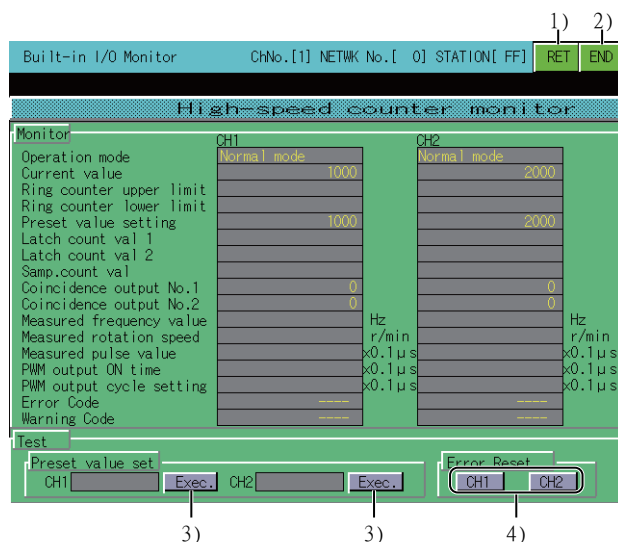 1) 2)
Built-in I/O Monitor ChNo.[1] NETWK No.[ 0] STATION[ FF] RET END
High-speed counter monitor
Monitor
CH1 CH2
Operation mode Normal mode Normal mode
Current value 1000 2000
Ring counter upper limit
Ring counter lower limit
Preset value setting 1000 2000
Latch count val 1
Latch count val 2
Samp.count val
Coincidence output No.1 0 0
Coincidence output No.2 0 0
Measured frequency value Hz Hz
Measured rotation speed r/min r/min
Measured pulse value x0.1μs x0.1μs
PWM output ON time x0.1μs x0.1μs
PWM output cycle setting x0.1μs x0.1μs
Error Code ---- ----
Warning Code ---- ----
Test
Preset value set Error Reset
CH1 Exec. CH2 Exec. CH1 CH2
3) 3) 4)